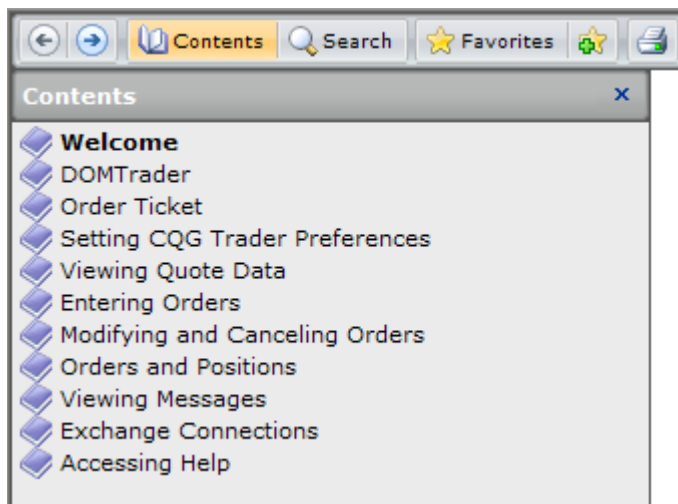 Contents Search Favorites
Contents
Welcome
DOMTrader
Order Ticket
Setting CQG Trader Preferences
Viewing Quote Data
Entering Orders
Modifying and Canceling Orders
Orders and Positions
Viewing Messages
Exchange Connections
Accessing Help